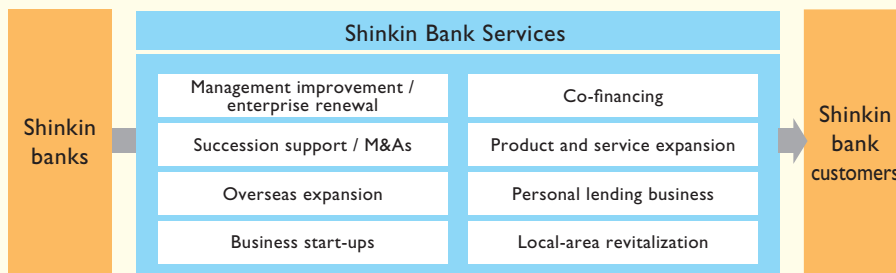 Shinkin Bank Services
Shinkin
banks
Management improvement /
enterprise renewal
Co-financing
Succession support / M&As
Product and service expansion
Overseas expansion
Personal lending business
Business start-ups
Local-area revitalization
Shinkin
bank
customers